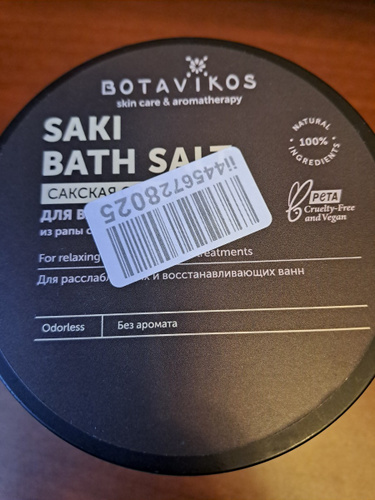 BOTAVIKOS
skin care & aromatherapy
SAKI
BATH SALT
NATURAL
100%
INGREDIENTS
САКСКАЯ
PETA
Cruelty-Free
and Vegan
ДЛЯ
из рапы
ii4456728025
For relaxing treatments
Для и восстанавливающих ванн
Odorless
Без аромата